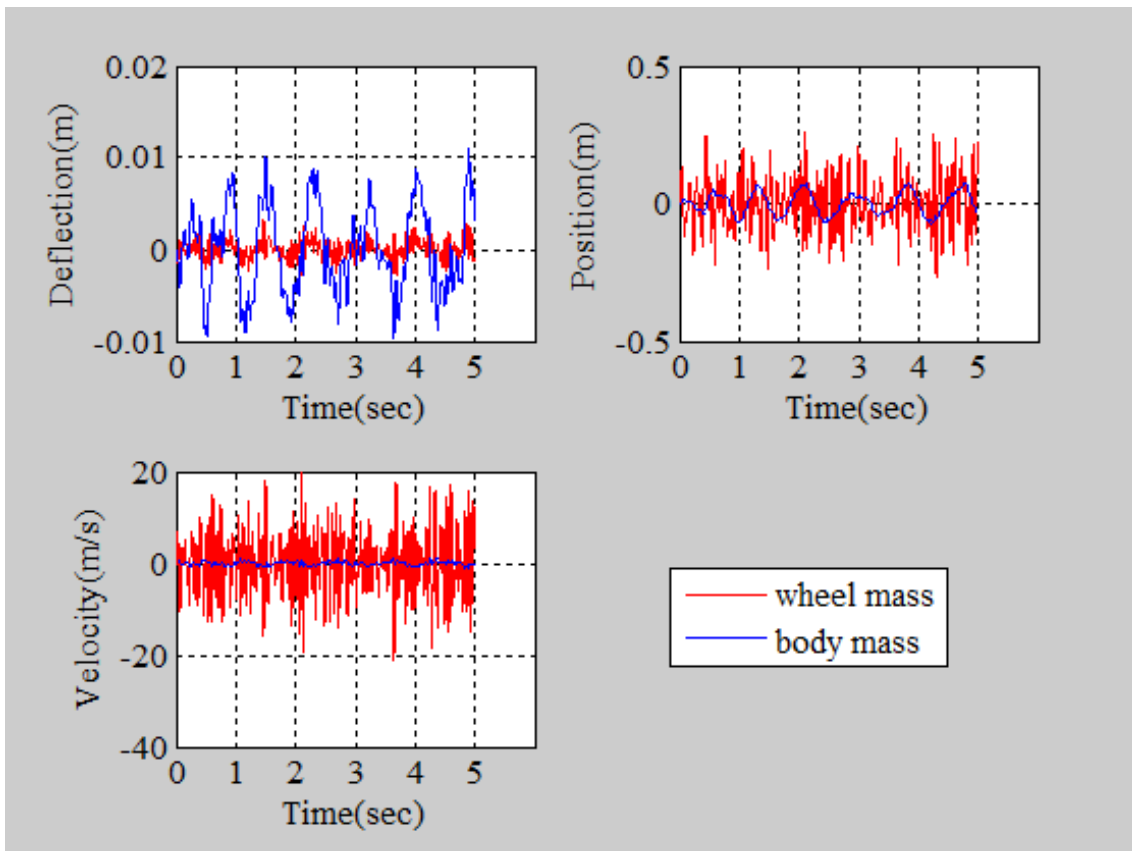 0.02
0.01
0
-0.01
Deflection(m)
0 1 2 3 4 5
Time(sec)
0.5
0
-0.5
Position(m)
0 1 2 3 4 5
Time(sec)
20
0
-20
-40
Velocity(m/s)
0 1 2 3 4 5
Time(sec)
wheel mass
body mass